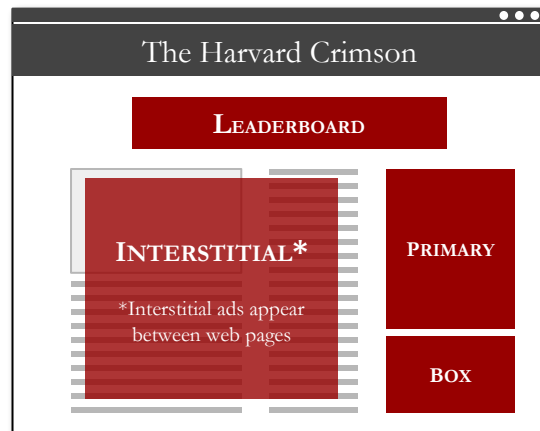 The Harvard Crimson
LEADERBOARD
INTERSTITIAL*
*Interstitial ads appear
between web pages
PRIMARY
BOX